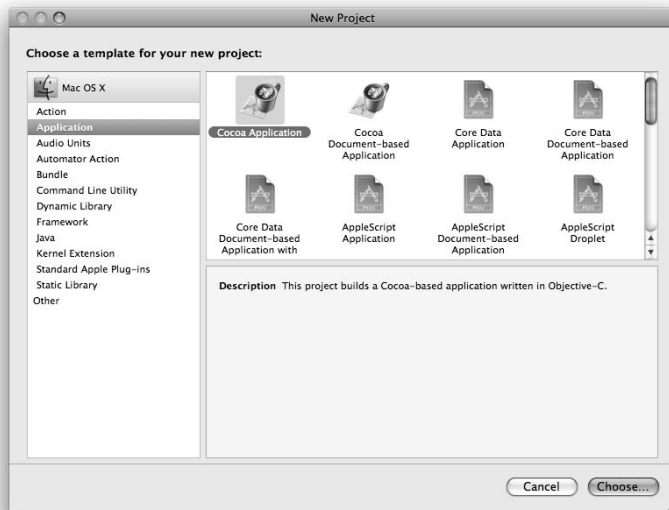 New Project
Choose a template for your new project:
Mac OS X
Action
Application
Audio Units
Automator Action
Bundle
Command Line Utility
Dynamic Library
Framework
Java
Kernel Extension
Standard Apple Plug-ins
Static Library
Other
Cocoa Application
Cocoa
Document-based
Application
Core Data
Application
Core Data
Document-based
Application
Core Data
Document-based
Application with
AppleScript
Application
AppleScript
Document-based
Application
AppleScript
Droplet
Description This project builds a Cocoa-based application written in Objective-C.
Cancel
Choose...